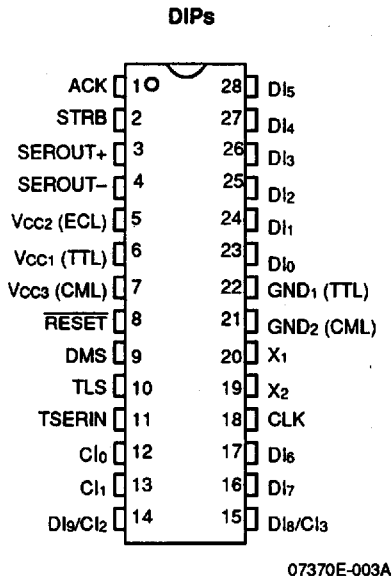 DIPs
ACK 1 28 DI5
STRB 2 27 DI4
SEROUT+ 3 26 DI3
SEROUT– 4 25 DI2
VCC2 (ECL) 5 24 DI1
VCC1 (TTL) 6 23 DI0
VCC3 (CML) 7 22 GND1 (TTL)
RESET 8 21 GND2 (CML)
DMS 9 20 X1
TLS 10 19 X2
TSERIN 11 18 CLK
CI0 12 17 DI6
CI1 13 16 DI7
DI9/CI2 14 15 DI8/CI3
07370E-003A